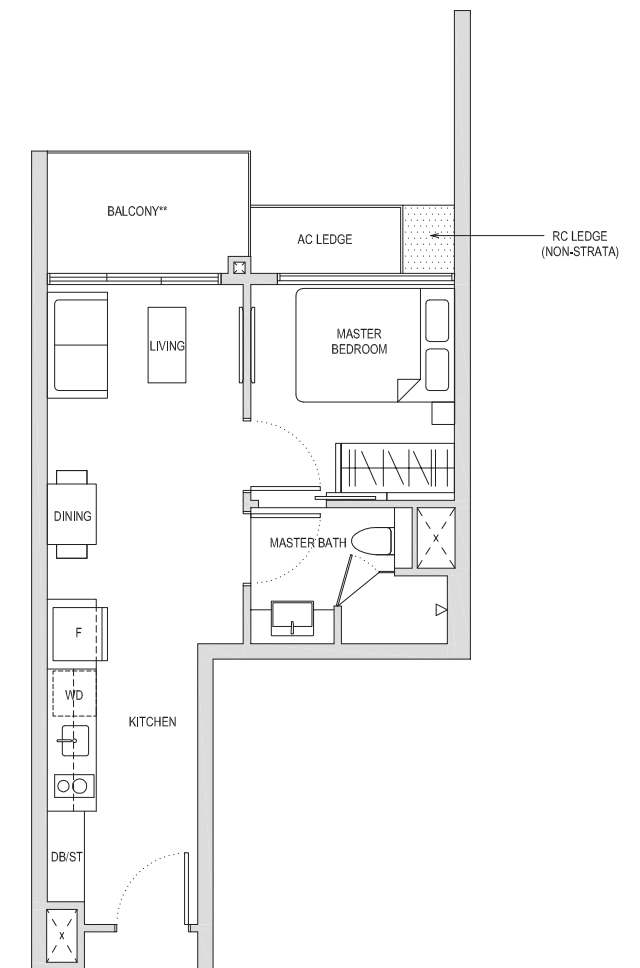 BALCONY**
AC LEDGE
RC LEDGE
(NON-STRATA)
LIVING
MASTER
BEDROOM
DINING
MASTER BATH
X
F
WD
KITCHEN
DB/ST
X